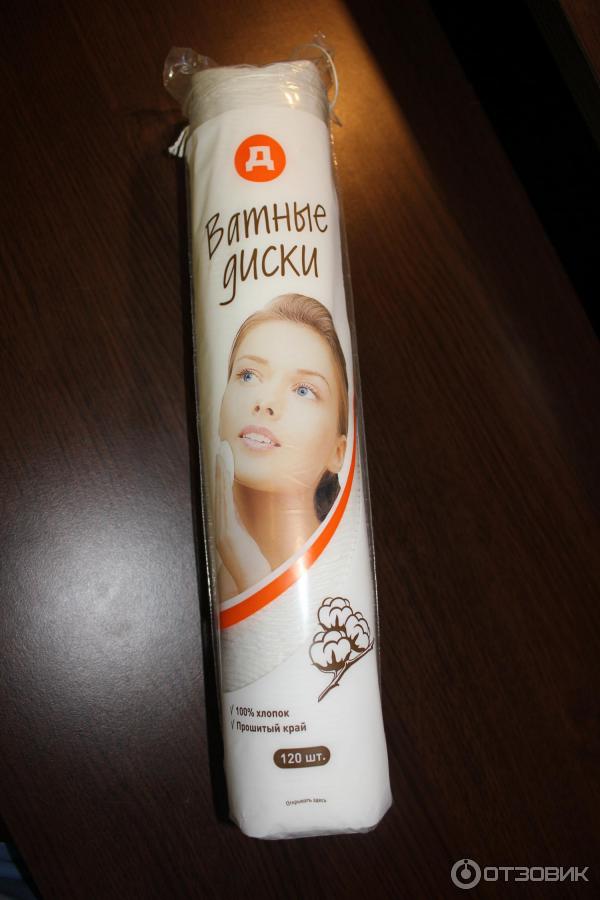 Д
Ватные
диски
√ 100% хлопок
√ Прошитый край
120 шт.
Открывать здесь
ОТЗОВИК